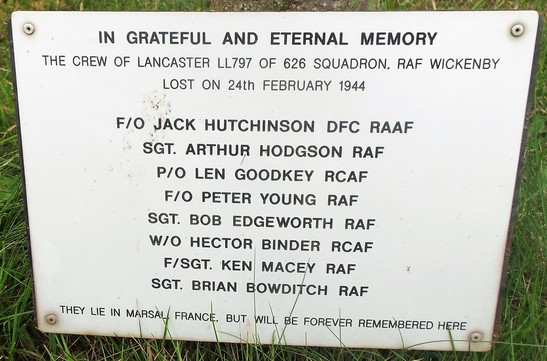 IN GRATEFUL AND ETERNAL MEMORY
THE CREW OF LANCASTER LL797 OF 626 SQUADRON, RAF WICKENBY
LOST ON 24th FEBRUARY 1944
F/O JACK HUTCHINSON DFC RAAF
SGT. ARTHUR HODGSON RAF
P/O LEN GOODKEY RCAF
F/O PETER YOUNG RAF
SGT. BOB EDGEWORTH RAF
W/O HECTOR BINDER RCAF
F/SGT. KEN MACEY RAF
SGT. BRIAN BOWDITCH RAF
THEY LIE IN MARSAL FRANCE, BUT WILL BE FOREVER REMEMBERED HERE